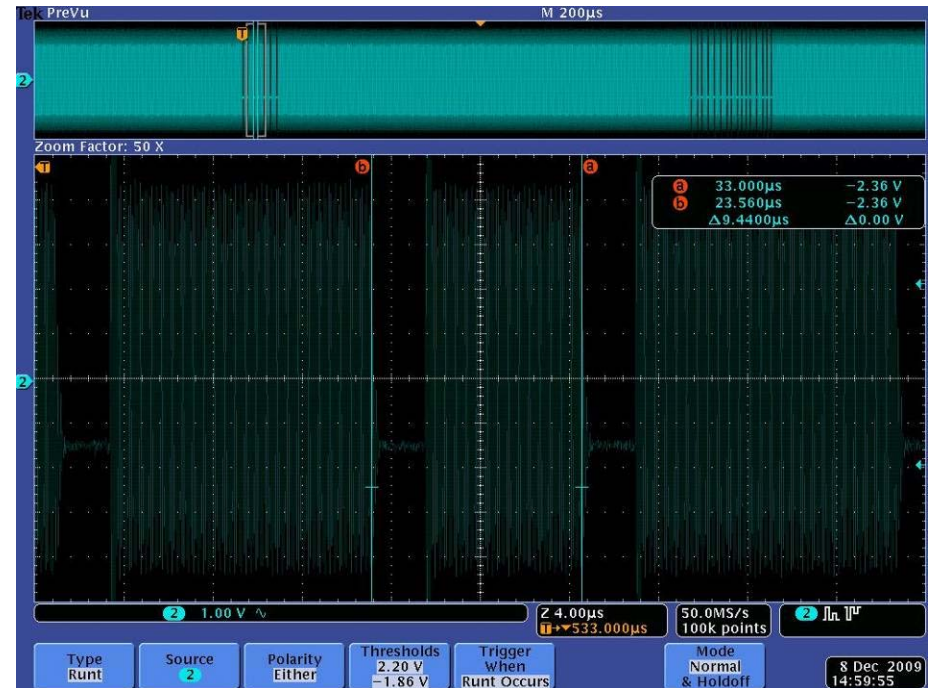 Tek PreVu M 200µs
T
2
Zoom Factor: 50 X
T b a
a 33.000µs −2.36 V
b 23.560µs −2.36 V
Δ9.4400µs Δ0.00 V
2
2 1.00 V ∿
Z 4.00µs
T→▼533.000µs
50.0MS/s
100k points
2
Type
Runt
Source
2
Polarity
Either
Thresholds
2.20 V
−1.86 V
Trigger
When
Runt Occurs
Mode
Normal
& Holdoff
8 Dec 2009
14:59:55